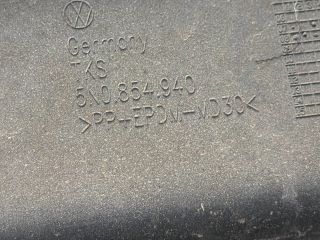 Germany
TKS
5N0.854.940
>PP+EPDM-MD30<